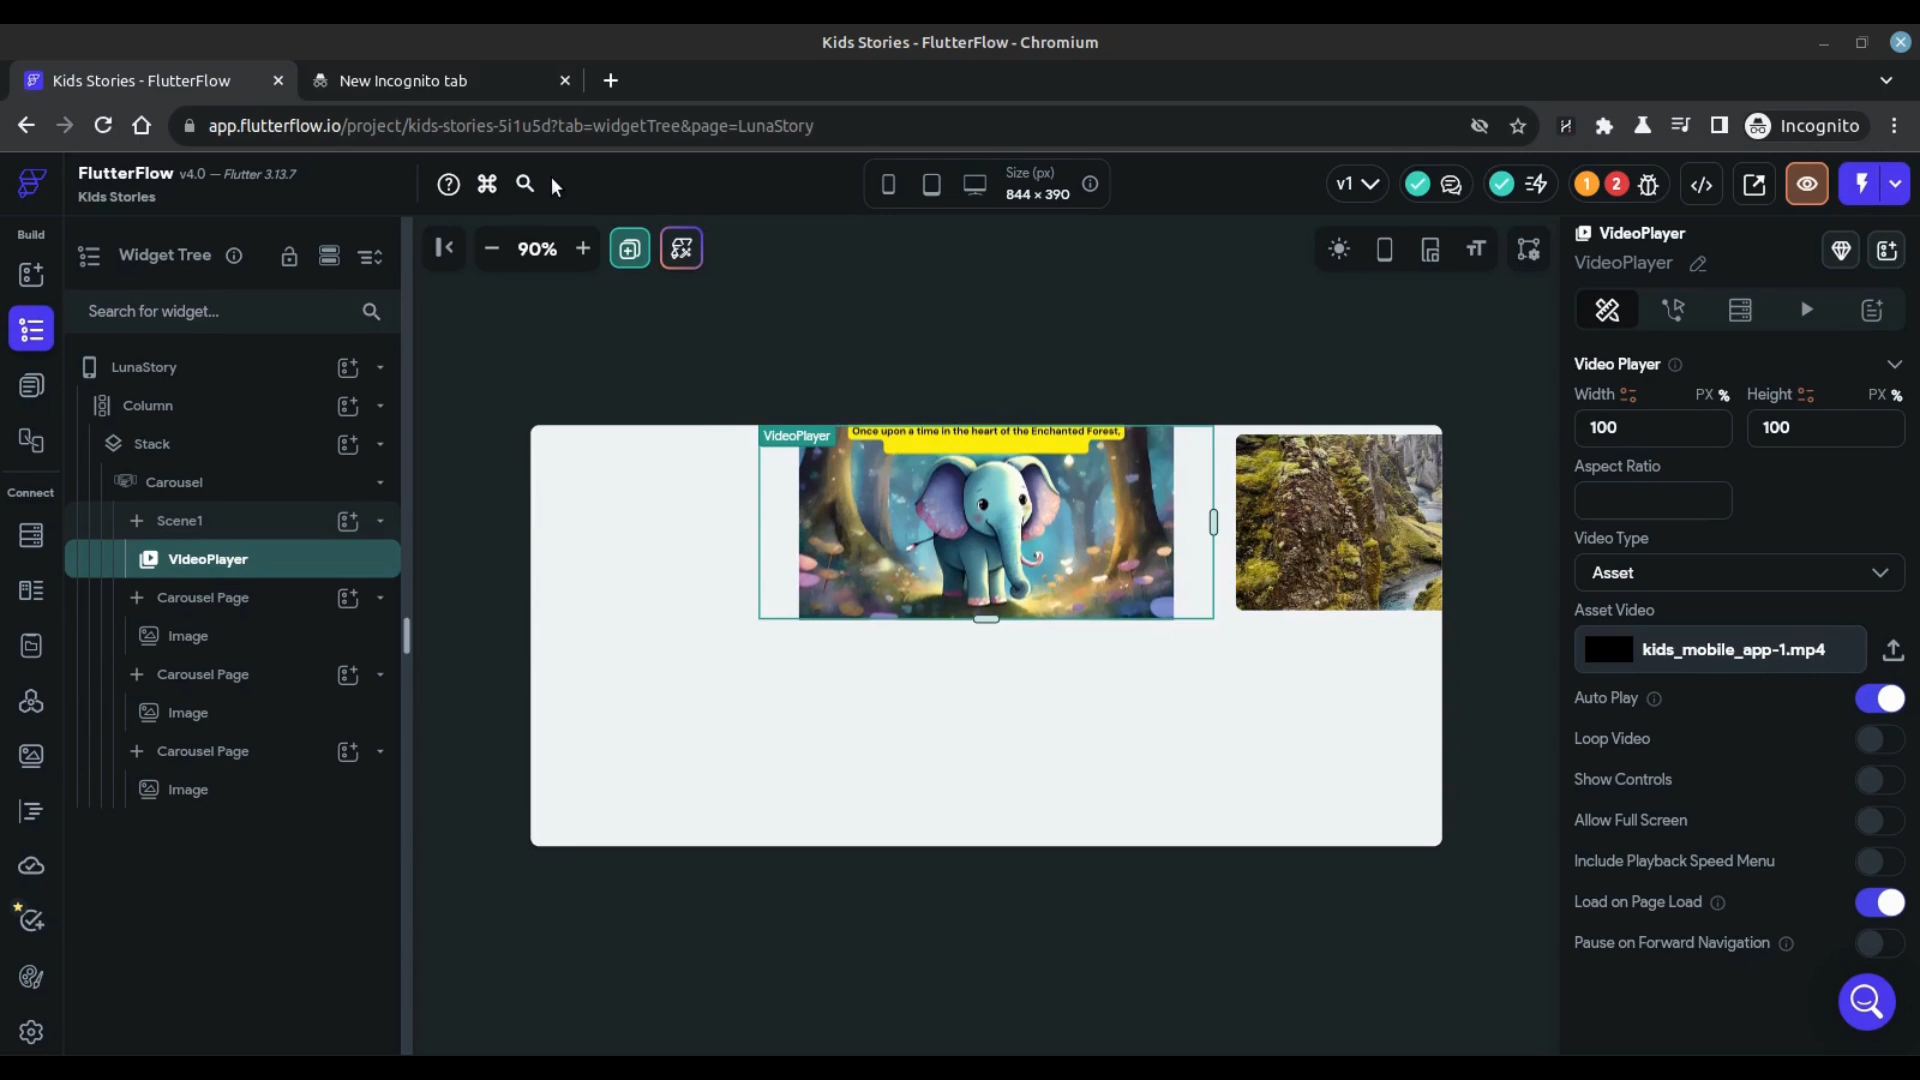 Kids Stories - FlutterFlow - Chromium
Kids Stories - FlutterFlow
New Incognito tab
app.flutterflow.io/project/kids-stories-5i1u5d?tab=widgetTree&page=LunaStory
Incognito
FlutterFlow v4.0 – Flutter 3.13.7
Kids Stories
Size (px)
844 × 390
v1
1
2
Build
Widget Tree
90%
VideoPlayer
VideoPlayer
Search for widget...
LunaStory
Column
Stack
Carousel
Scene1
VideoPlayer
Carousel Page
Image
Carousel Page
Image
Carousel Page
Image
Connect
VideoPlayer
Once upon a time in the heart of the Enchanted Forest,
Video Player
Width PX % Height PX %
100 100
Aspect Ratio
Video Type
Asset
Asset Video
kids_mobile_app-1.mp4
Auto Play
Loop Video
Show Controls
Allow Full Screen
Include Playback Speed Menu
Load on Page Load
Pause on Forward Navigation